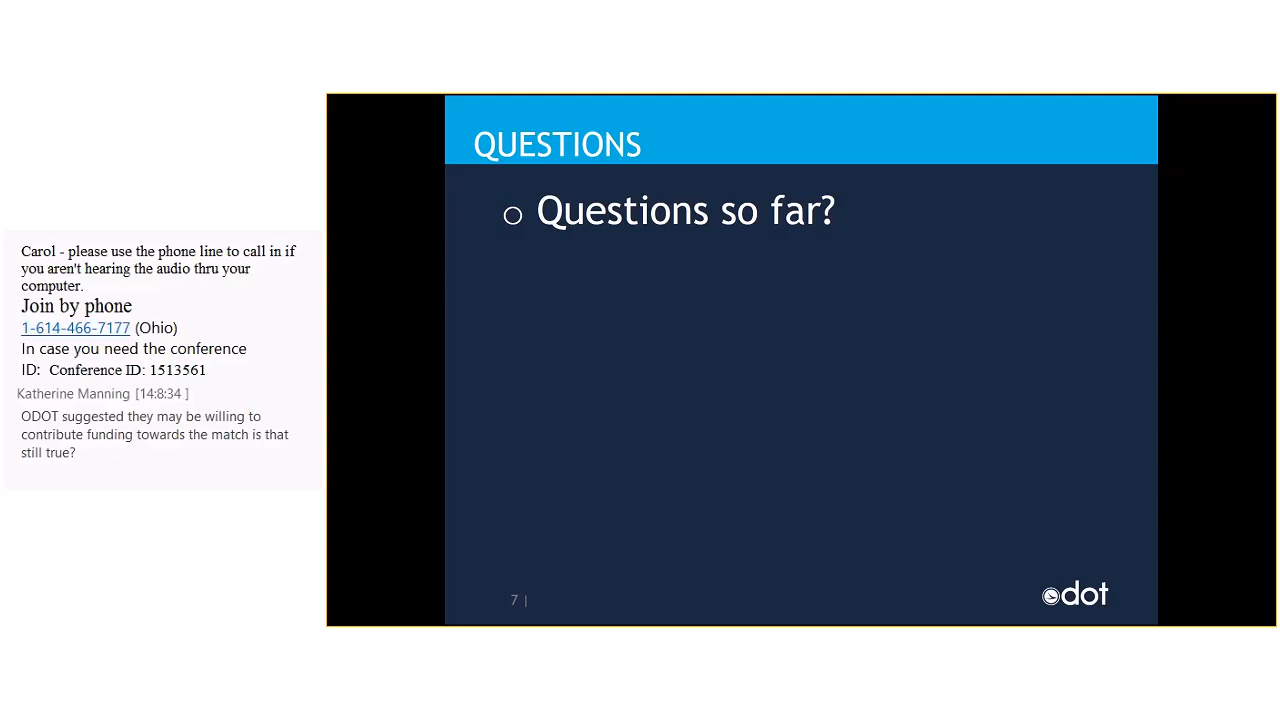 Carol - please use the phone line to call in if
you aren't hearing the audio thru your
computer.
Join by phone
1-614-466-7177 (Ohio)
In case you need the conference
ID: Conference ID: 1513561
Katherine Manning [14:8:34 ]
ODOT suggested they may be willing to
contribute funding towards the match is that
still true?
QUESTIONS
o Questions so far?
7 |
odot